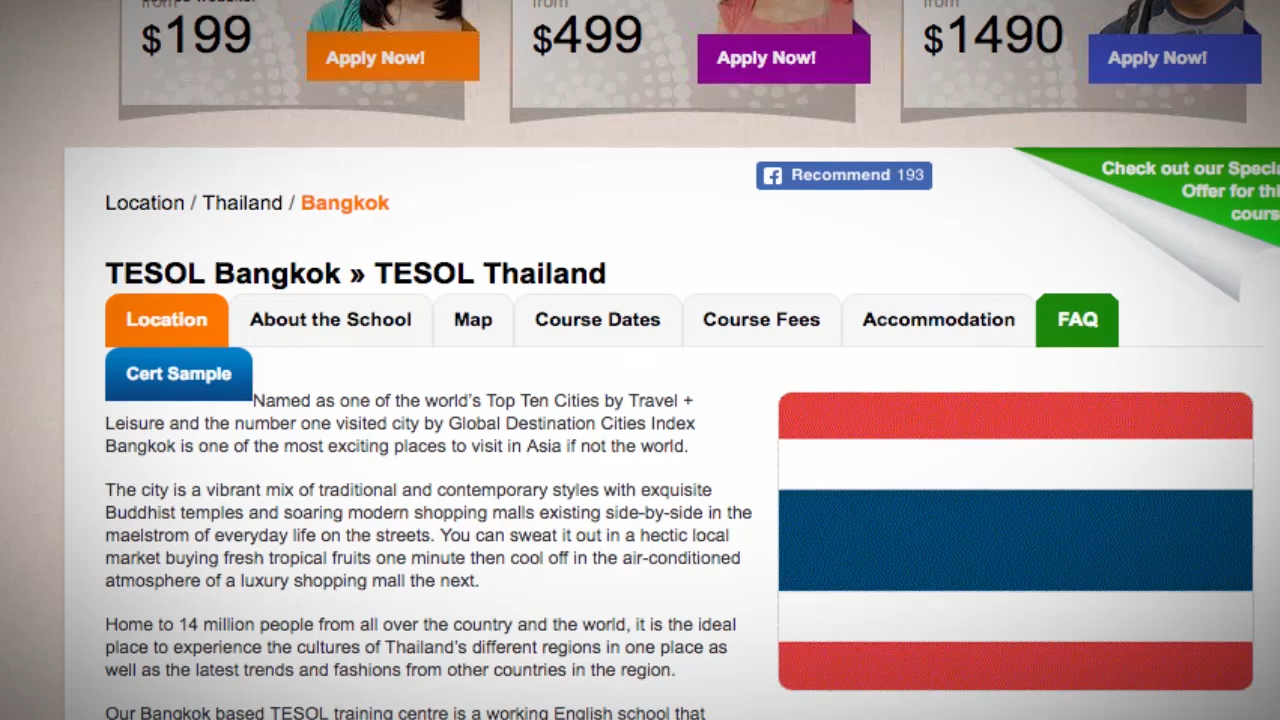 from
from
from
$199
$499
$1490
Apply Now!
Apply Now!
Apply Now!
Recommend 193
Check out our
Offer for
Location / Thailand / Bangkok
TESOL Bangkok » TESOL Thailand
Location
About the School
Map
Course Dates
Course Fees
Accommodation
FAQ
Cert Sample
Named as one of the world's Top Ten Cities by Travel +
Leisure and the number one visited city by Global Destination Cities Index
Bangkok is one of the most exciting places to visit in Asia if not the world.
The city is a vibrant mix of traditional and contemporary styles with exquisite
Buddhist temples and soaring modern shopping malls existing side-by-side in the
maelstrom of everyday life on the streets. You can sweat it out in a hectic local
market buying fresh tropical fruits one minute then cool off in the air-conditioned
atmosphere of a luxury shopping mall the next.
Home to 14 million people from all over the country and the world, it is the ideal
place to experience the cultures of Thailand's different regions in one place as
well as the latest trends and fashions from other countries in the region.
Our Bangkok based TESOL training centre is a working English school that